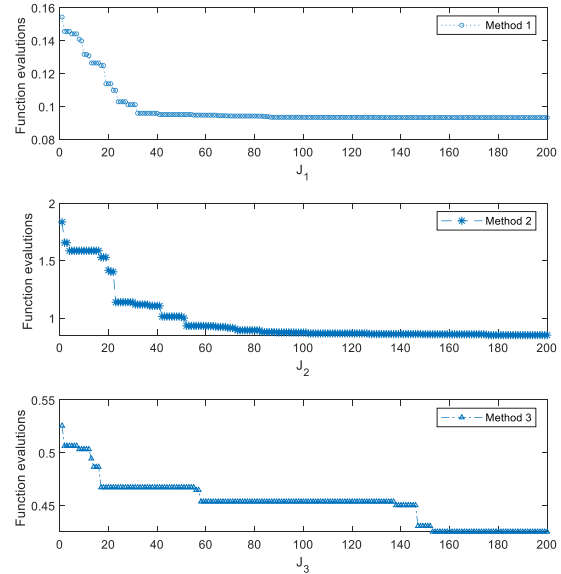 0.16
0.14
0.12
0.1
0.08
Function evalutions
Method 1
0 20 40 60 80 100 120 140 160 180 200
J1
2
1.5
1
Function evalutions
Method 2
0 20 40 60 80 100 120 140 160 180 200
J2
0.55
0.5
0.45
Function evalutions
Method 3
0 20 40 60 80 100 120 140 160 180 200
J3